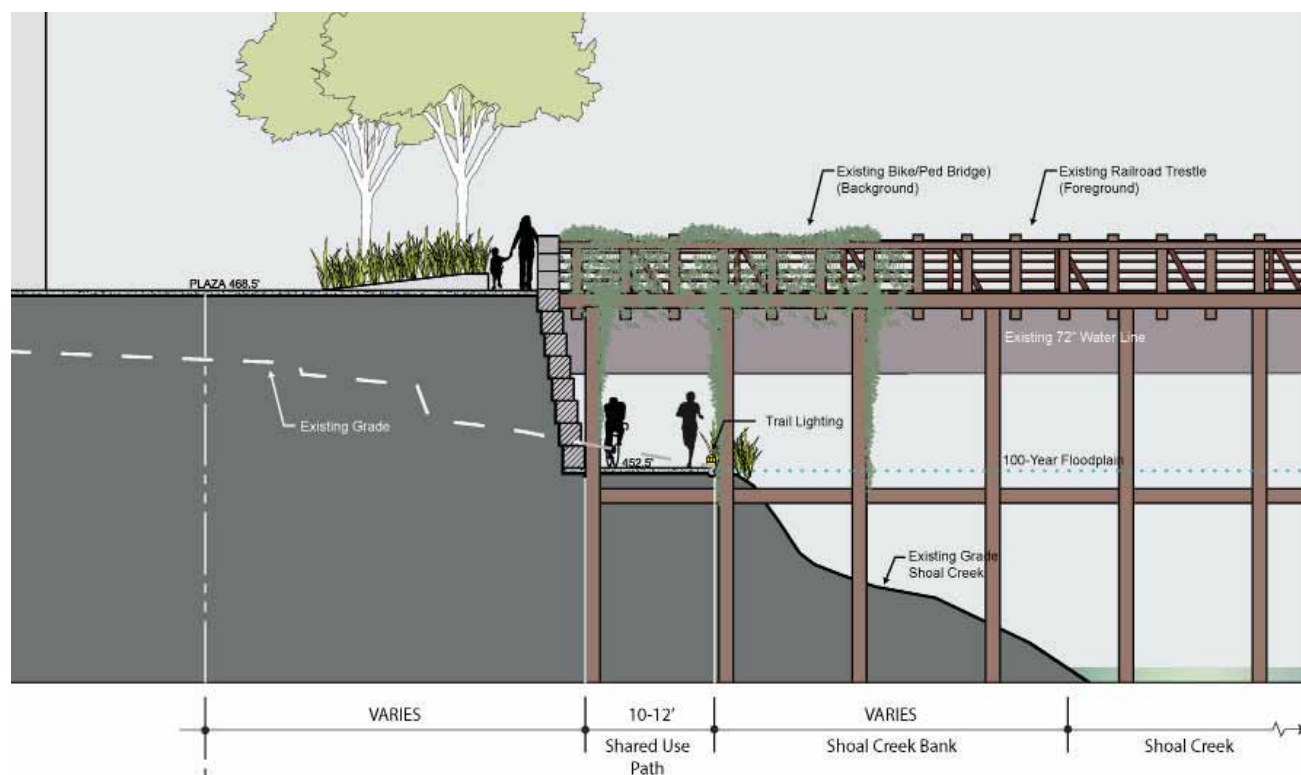 Existing Bike/Ped Bridge)
(Background)
Existing Railroad Trestle
(Foreground)
PLAZA 468.5'
Existing 72" Water Line
Existing Grade
Trail Lighting
452.5'
100-Year Floodplain
Existing Grade
Shoal Creek
VARIES
10-12'
VARIES
Shared Use
Path
Shoal Creek Bank
Shoal Creek